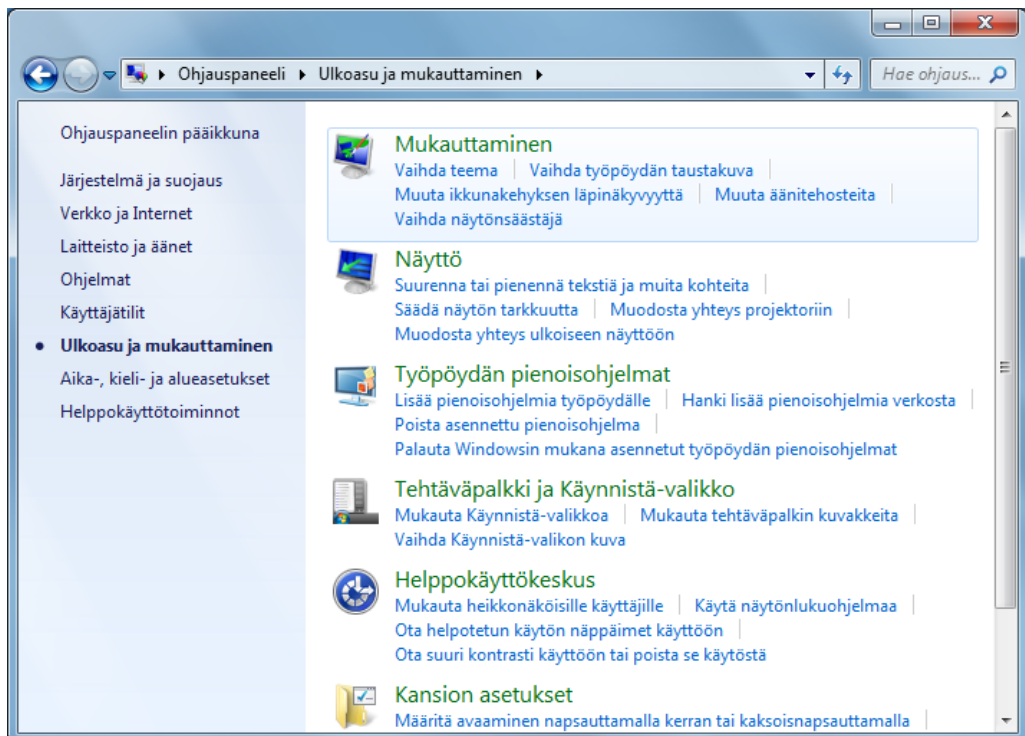 Ohjauspaneeli Ulkoasu ja mukauttaminen Hae ohjaus...
Ohjauspaneelin pääikkuna
Järjestelmä ja suojaus
Verkko ja Internet
Laitteisto ja äänet
Ohjelmat
Käyttäjätilit
Ulkoasu ja mukauttaminen
Aika-, kieli- ja alueasetukset
Helppokäyttötoiminnot
Mukauttaminen
Vaihda teema Vaihda työpöydän taustakuva
Muuta ikkunakehyksen läpinäkyvyyttä Muuta äänitehosteita
Vaihda näytönsäästäjä
Näyttö
Suurenna tai pienennä tekstiä ja muita kohteita
Säädä näytön tarkkuutta Muodosta yhteys projektoriin
Muodosta yhteys ulkoiseen näyttöön
Työpöydän pienoisohjelmat
Lisää pienoisohjelmia työpöydälle Hanki lisää pienoisohjelmia verkosta
Poista asennettu pienoisohjelma
Palauta Windowsin mukana asennetut työpöydän pienoisohjelmat
Tehtäväpalkki ja Käynnistä-valikko
Mukauta Käynnistä-valikkoa Mukauta tehtäväpalkin kuvakkeita
Vaihda Käynnistä-valikon kuva
Helppokäyttökeskus
Mukauta heikkonäköisille käyttäjille Käytä näytönlukuohjelmaa
Ota helpotetun käytön näppäimet käyttöön
Ota suuri kontrasti käyttöön tai poista se käytöstä
Kansion asetukset
Määritä avaaminen napsauttamalla kerran tai kaksoisnapsauttamalla